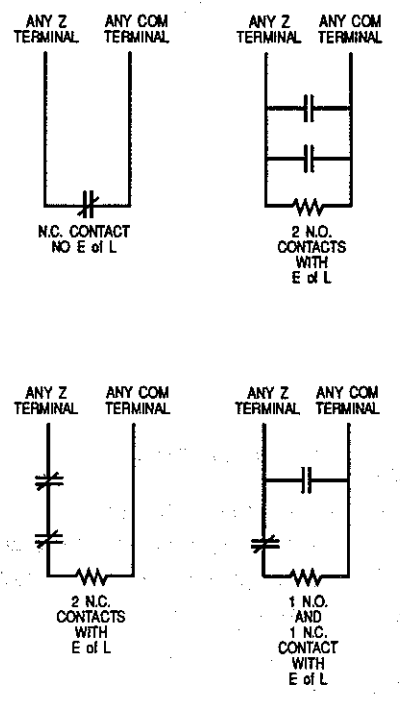 ANY Z TERMINAL
ANY COM TERMINAL
N.C. CONTACT
NO E of L
ANY Z TERMINAL
ANY COM TERMINAL
2 N.O.
CONTACTS
WITH
E of L
ANY Z TERMINAL
ANY COM TERMINAL
2 N.C.
CONTACTS
WITH
E of L
ANY Z TERMINAL
ANY COM TERMINAL
1 N.O.
AND
1 N.C.
CONTACT
WITH
E of L